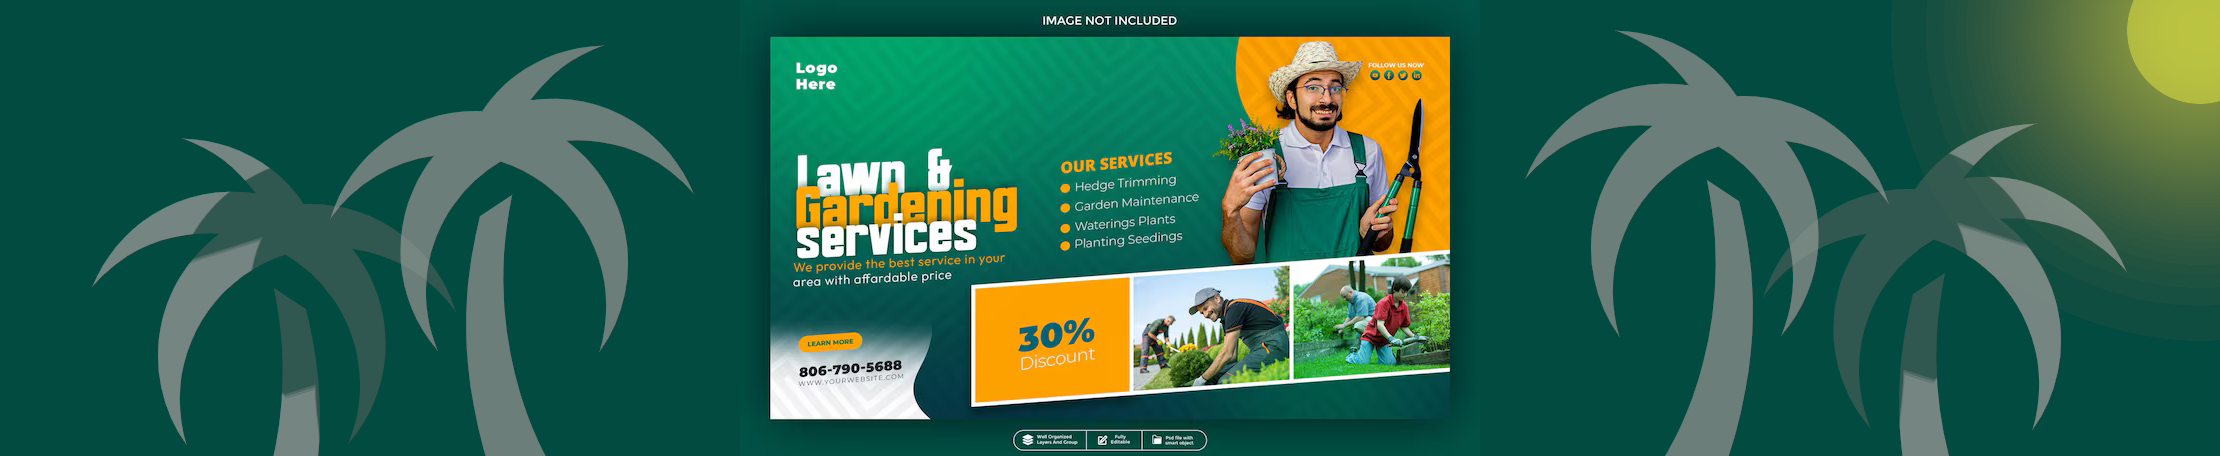 IMAGE NOT INCLUDED
Logo
Here
FOLLOW US NOW
Lawn &
Gardening
services
We provide the best service in your
area with affardable price
OUR SERVICES
Hedge Trimming
Garden Maintenance
Waterings Plants
Planting Seedings
30%
Discount
LEARN MORE
806-790-5688
WWW.YOURWEBSITE.COM
Well Organized
Layers And Group
Fully
Editable
Psd file with
smart object